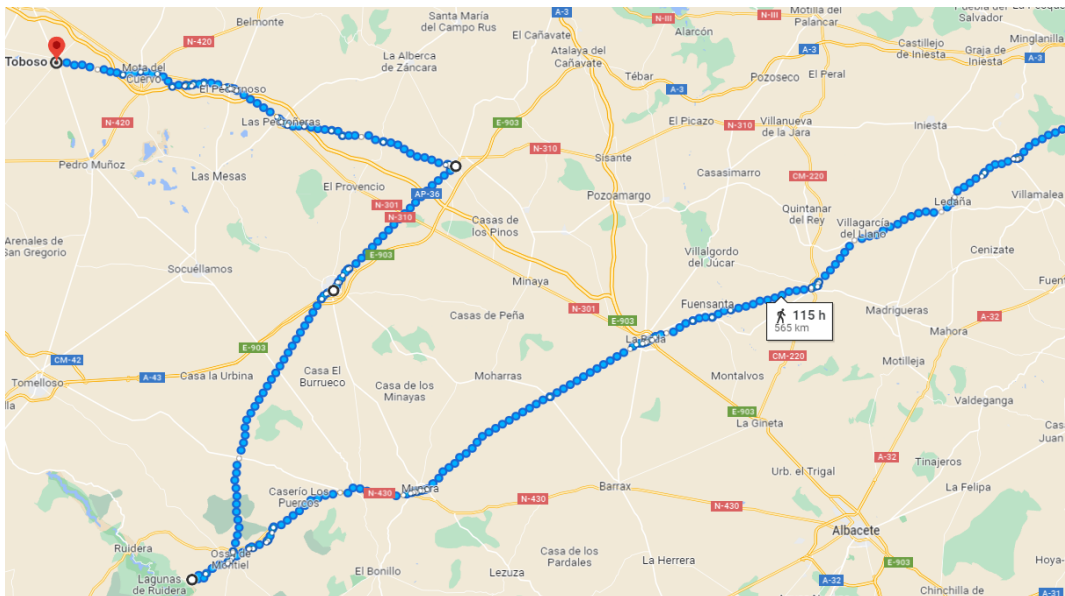 Santa María
del Campo Rus
A-3
N-III
N-III
Motilla del
Palancar
Salvador
Belmonte
N-420
El Cañavate
Alarcón
Castillejo
de Iniesta
Graja de
Iniesta
Minglanilla
A-3
Toboso
Mota del
Cuervo
La Alberca
de Záncara
Atalaya del
Cañavate
Tébar
A-3
Pozoseco
A-3
El Peral
El Pedernoso
N-420
Las Pedroñeras
E-903
El Picazo
N-310
Villanueva
de la Jara
Iniesta
N-310
Sisante
Pedro Muñoz
Las Mesas
El Provencio
AP-36
N-301
N-310
Pozoamargo
Casasimarro
CM-220
Villamalea
Ledaña
Quintanar
del Rey
Villagarcía
del Llano
Casas de
los Pinos
Arenales de
San Gregorio
Socuéllamos
E-903
Villalgordo
del Júcar
Cenizate
Minaya
Fuensanta
Casas de Peña
N-301
E-903
115 h
565 km
Madrigueras
A-32
Mahora
La Roda
E-903
CM-42
Tomelloso
A-43
Casa la Urbina
Casa El
Burrueco
Casa de los
Minayas
Moharras
Montalvos
CM-220
Motilleja
Valdeganga
E-903
La Gineta
A-32
Tinajeros
Urb. el Trigal
La Felipa
Caserío Los
Puercos
N-430
Munera
N-430
Barrax
N-430
Albacete
Ruidera
Ossa de
Montiel
Lagunas
de Ruidera
El Bonillo
Lezuza
Casa de los
Pardales
La Herrera
A-32
E-903
Chinchilla de
A-31